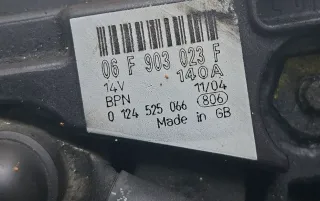 06 F 903 023 F
14V 140A
BPN 11/04
0 124 525 066 806
Made in GB